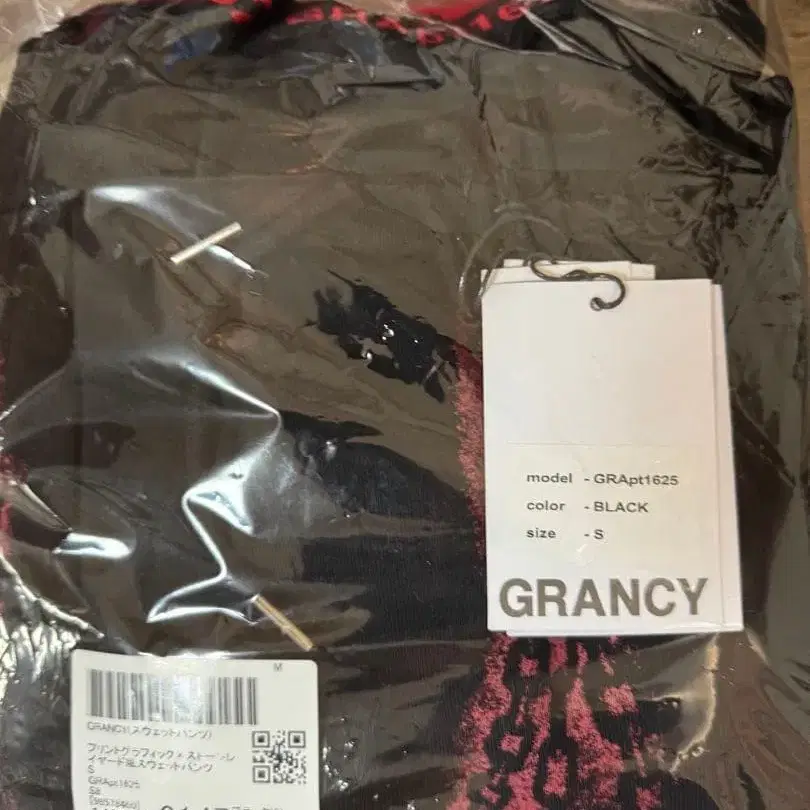 model - GRApt1625
color - BLACK
size - S
GRANCY
M
GRANCY(スウェットパンツ)
プリントグラフィック×ストーンレ
イヤード風スウェットパンツ
S
GRApt1625